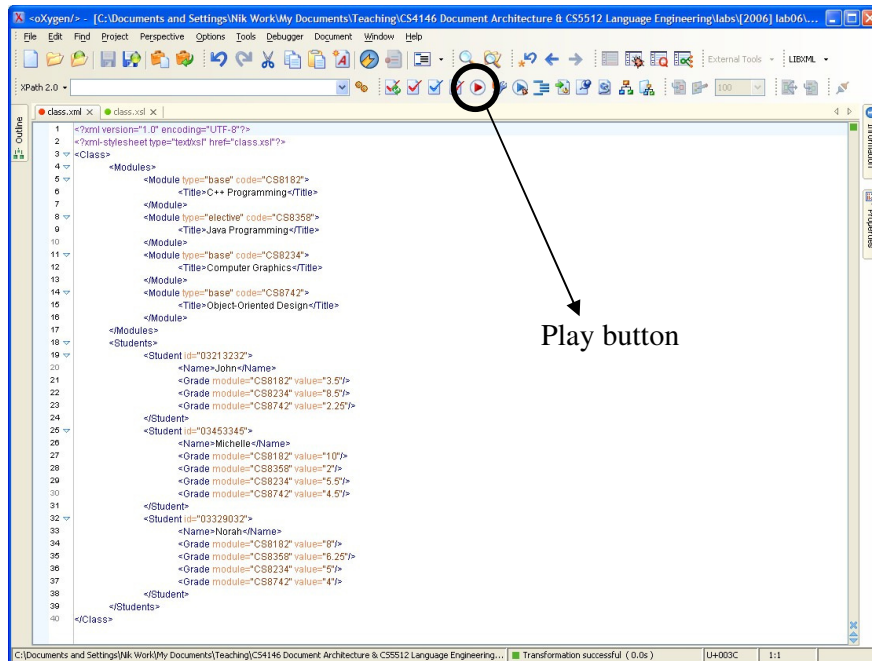 <oXygen/> - [C:\Documents and Settings\Nik Work\My Documents\Teaching\CS4146 Document Architecture & CS5512 Language Engineering\labs\[2006] lab06\...
File Edit Find Project Perspective Options Tools Debugger Document Window Help
External Tools LIBXML
XPath 2.0 100
class.xml class.xsl
Outline
Information
Properties
1 <?xml version="1.0" encoding="UTF-8"?>
2 <?xml-stylesheet type="text/xsl" href="class.xsl"?>
3 <Class>
4 <Modules>
5 <Module type="base" code="CS8182">
6 <Title>C++ Programming</Title>
7 </Module>
8 <Module type="elective" code="CS8358">
9 <Title>Java Programming</Title>
10 </Module>
11 <Module type="base" code="CS8234">
12 <Title>Computer Graphics</Title>
13 </Module>
14 <Module type="base" code="CS8742">
15 <Title>Object-Oriented Design</Title>
16 </Module>
17 </Modules>
18 <Students>
19 <Student id="03213232">
20 <Name>John</Name>
21 <Grade module="CS8182" value="3.5"/>
22 <Grade module="CS8234" value="8.5"/>
23 <Grade module="CS8742" value="2.25"/>
24 </Student>
25 <Student id="03453345">
26 <Name>Michelle</Name>
27 <Grade module="CS8182" value="10"/>
28 <Grade module="CS8358" value="2"/>
29 <Grade module="CS8234" value="5.5"/>
30 <Grade module="CS8742" value="4.5"/>
31 </Student>
32 <Student id="03329032">
33 <Name>Norah</Name>
34 <Grade module="CS8182" value="8"/>
35 <Grade module="CS8358" value="6.25"/>
36 <Grade module="CS8234" value="5"/>
37 <Grade module="CS8742" value="4"/>
38 </Student>
39 </Students>
40 </Class>
Play button
C:\Documents and Settings\Nik Work\My Documents\Teaching\CS4146 Document Architecture & CS5512 Language Engineering... Transformation successful (0.0s) U+003C 1:1